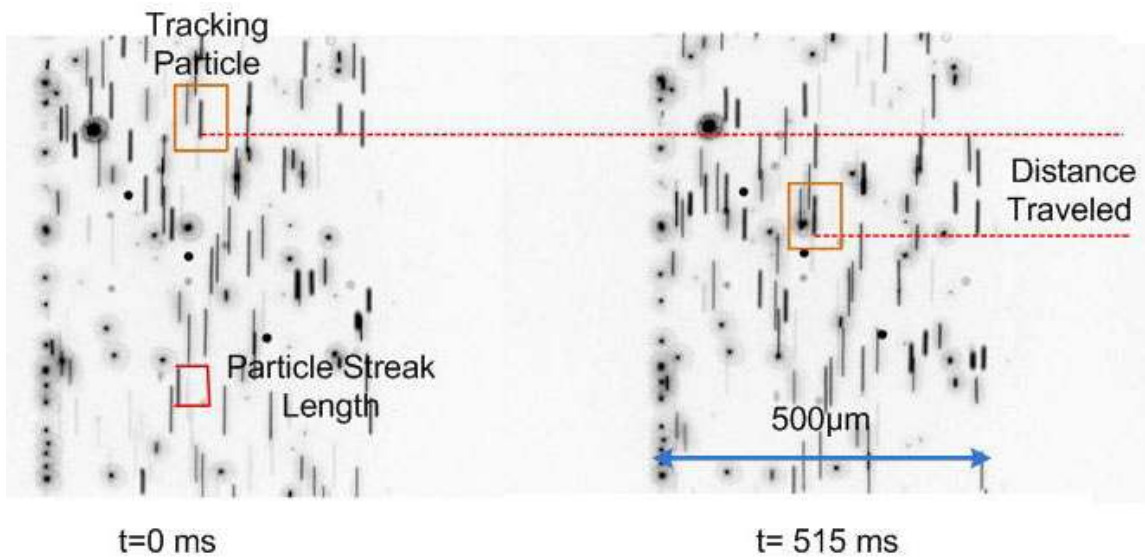 Tracking
Particle
Distance
Traveled
Particle Streak
Length
500µm
t=0 ms
t= 515 ms